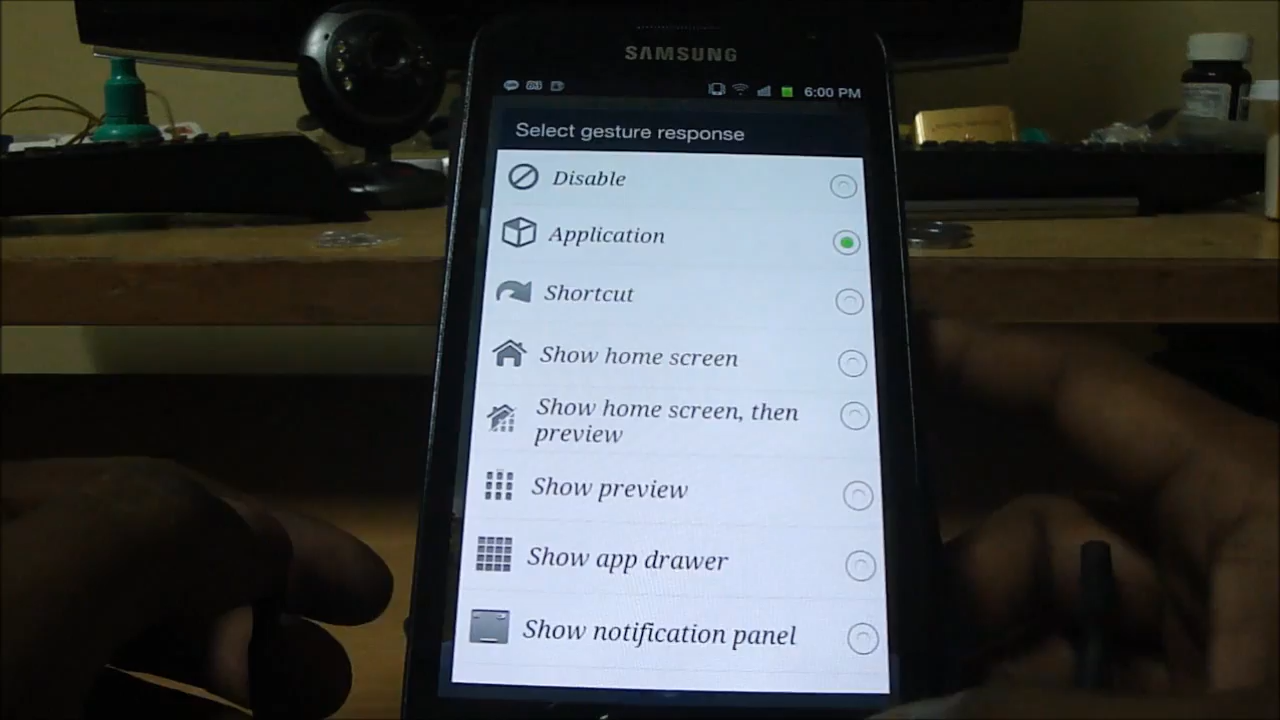 SAMSUNG
6:00 PM
Select gesture response
Disable
Application
Shortcut
Show home screen
Show home screen, then
preview
Show preview
Show app drawer
Show notification panel